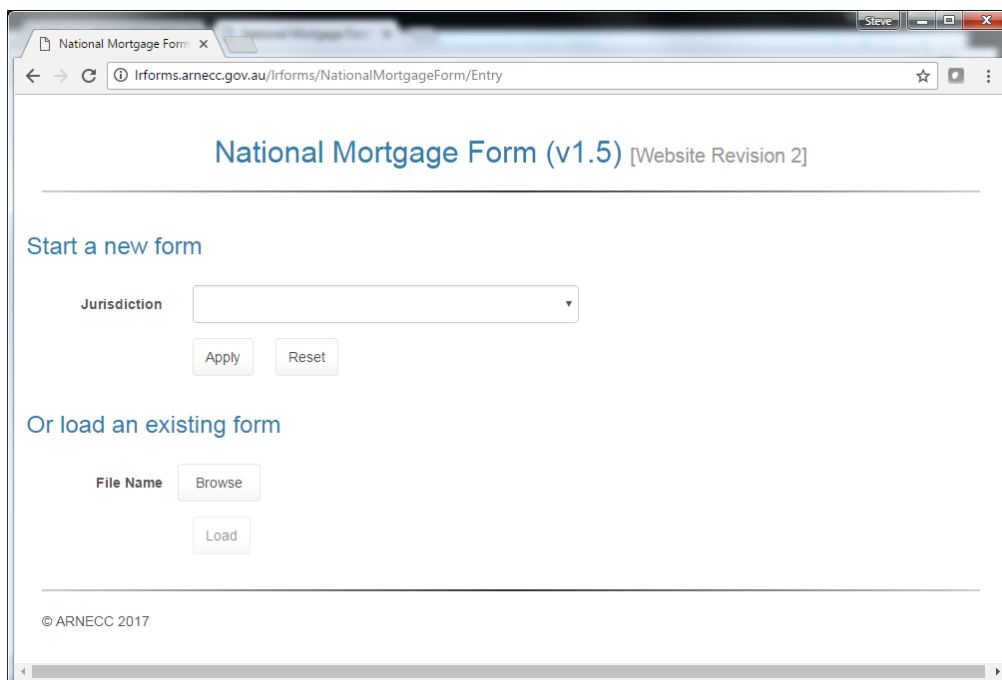 Steve
National Mortgage Form
lrforms.arnecc.gov.au/lrforms/NationalMortgageForm/Entry
National Mortgage Form (v1.5) [Website Revision 2]
Start a new form
Jurisdiction
Apply Reset
Or load an existing form
File Name Browse
Load
© ARNECC 2017